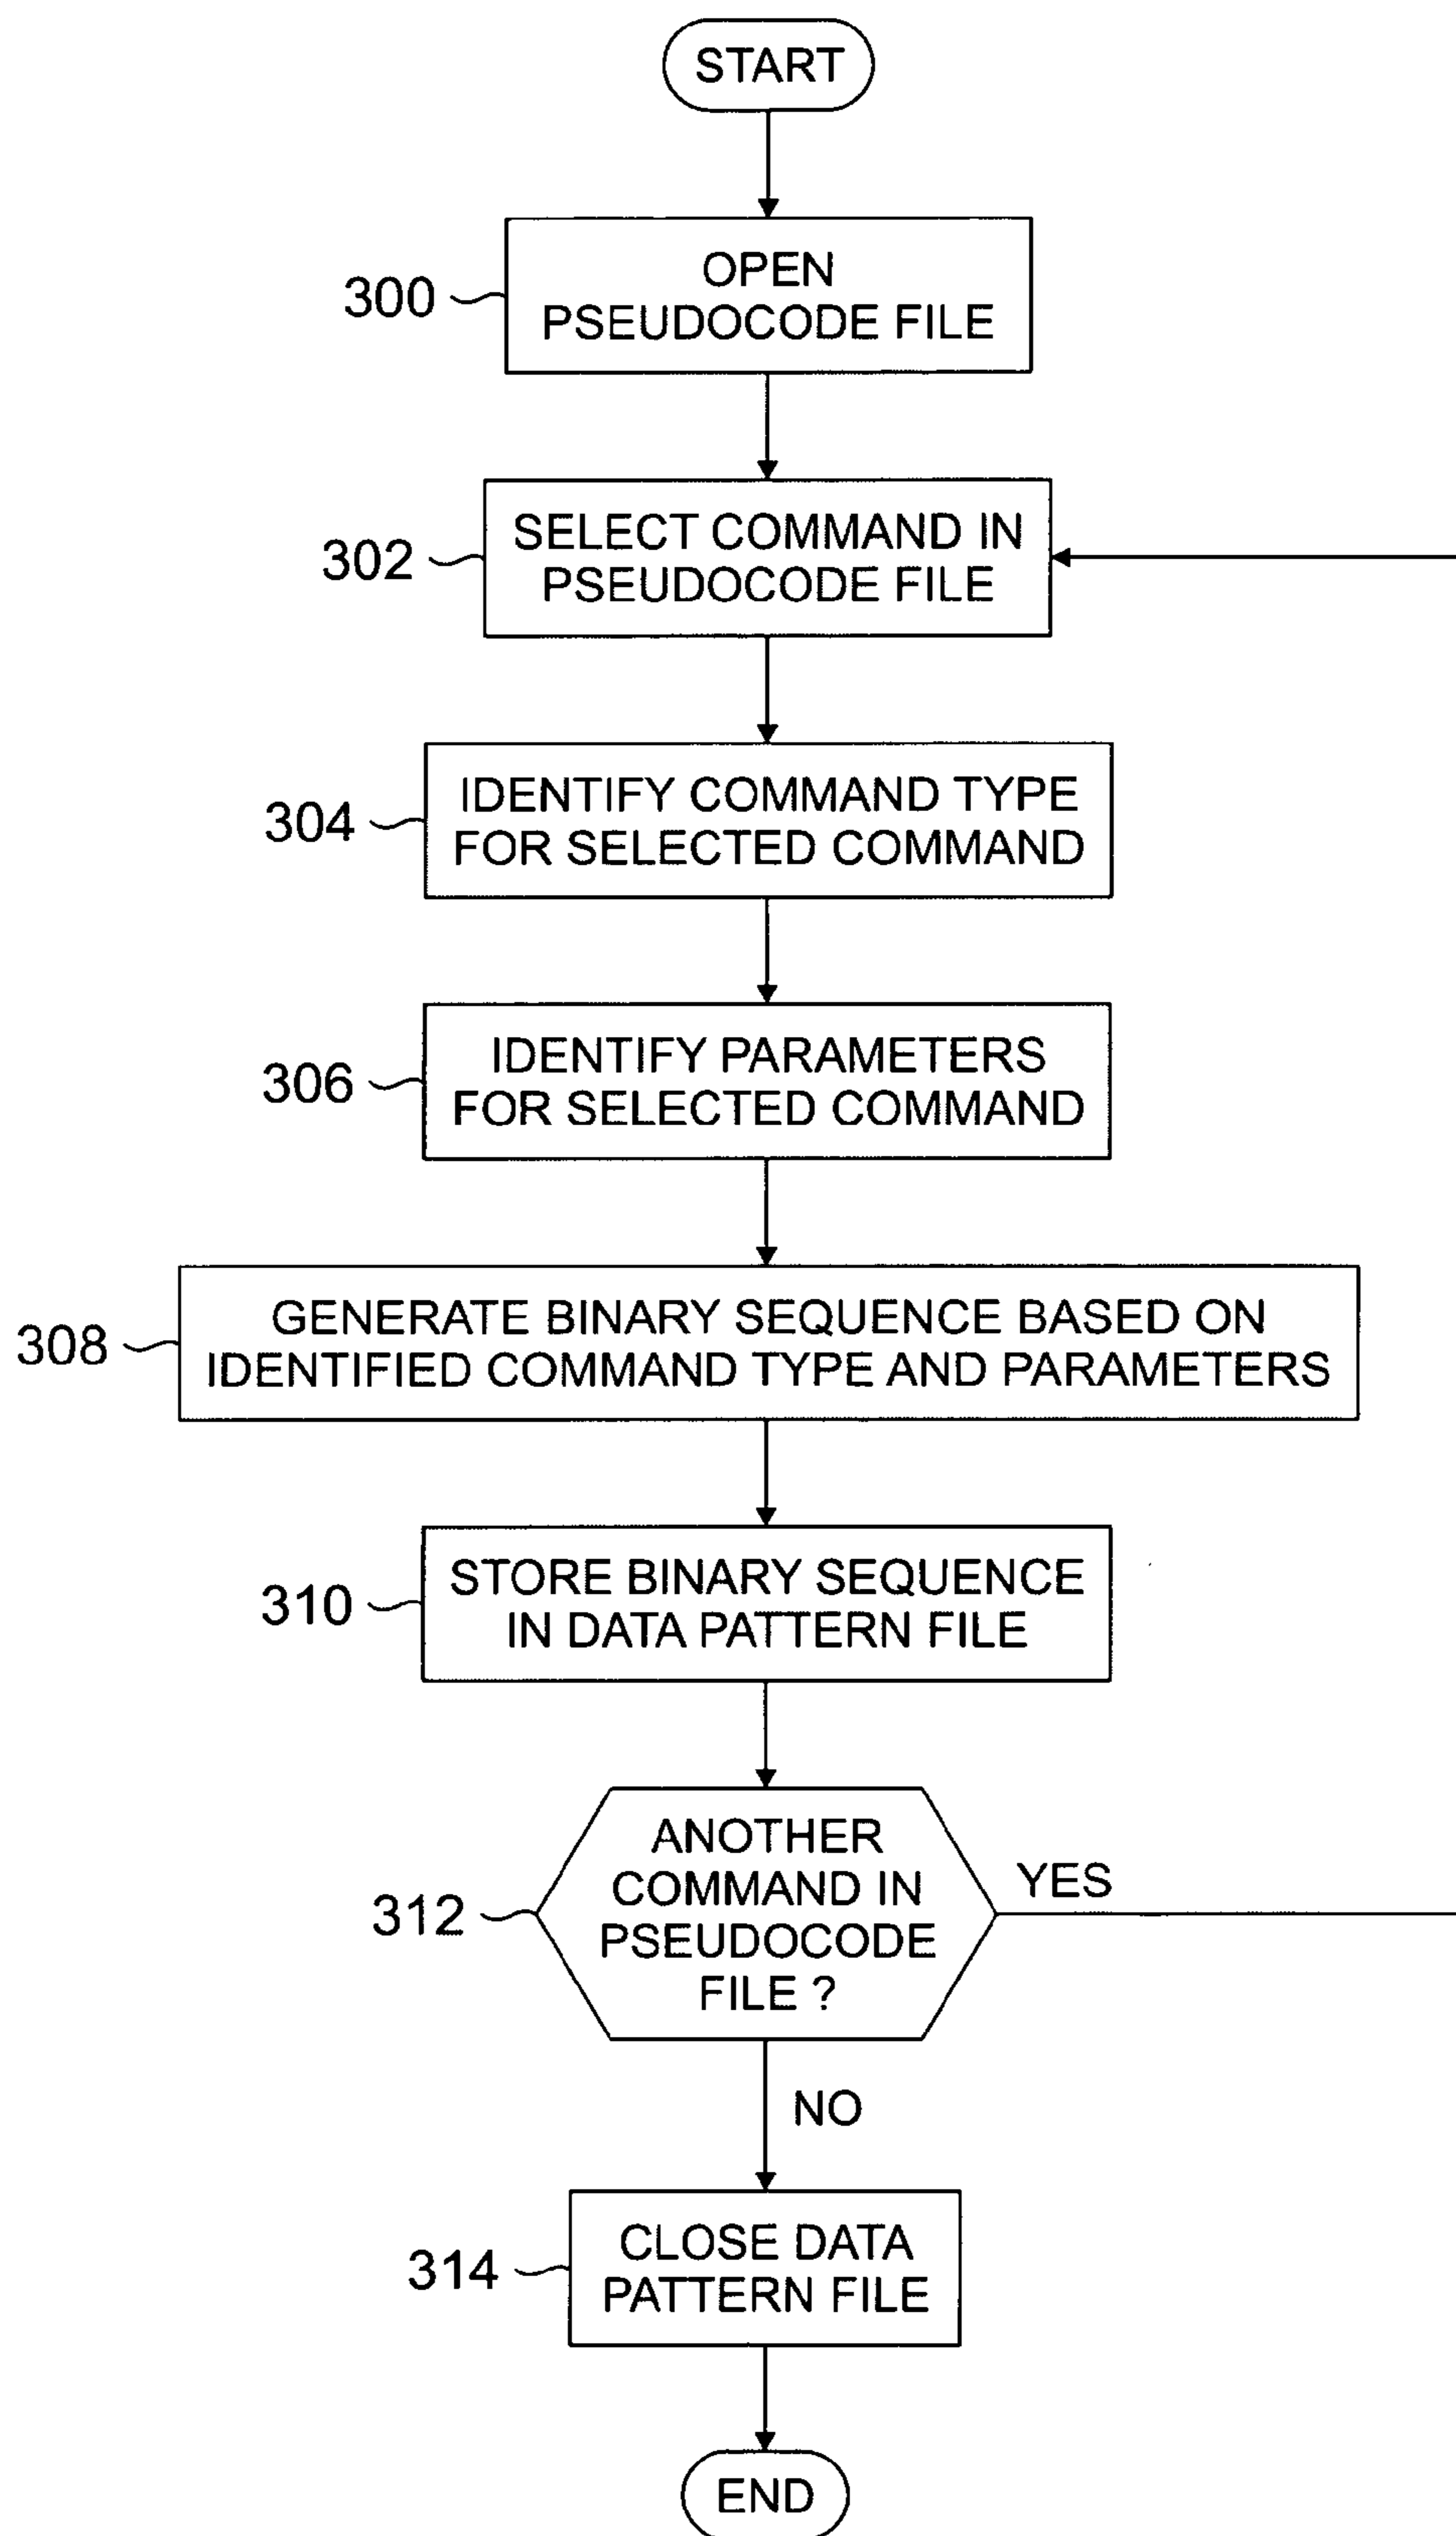 START
300
OPEN
PSEUDOCODE FILE
302
SELECT COMMAND IN
PSEUDOCODE FILE
304
IDENTIFY COMMAND TYPE
FOR SELECTED COMMAND
306
IDENTIFY PARAMETERS
FOR SELECTED COMMAND
308
GENERATE BINARY SEQUENCE BASED ON
IDENTIFIED COMMAND TYPE AND PARAMETERS
310
STORE BINARY SEQUENCE
IN DATA PATTERN FILE
312
ANOTHER
COMMAND IN
PSEUDOCODE
FILE ?
YES
NO
314
CLOSE DATA
PATTERN FILE
END